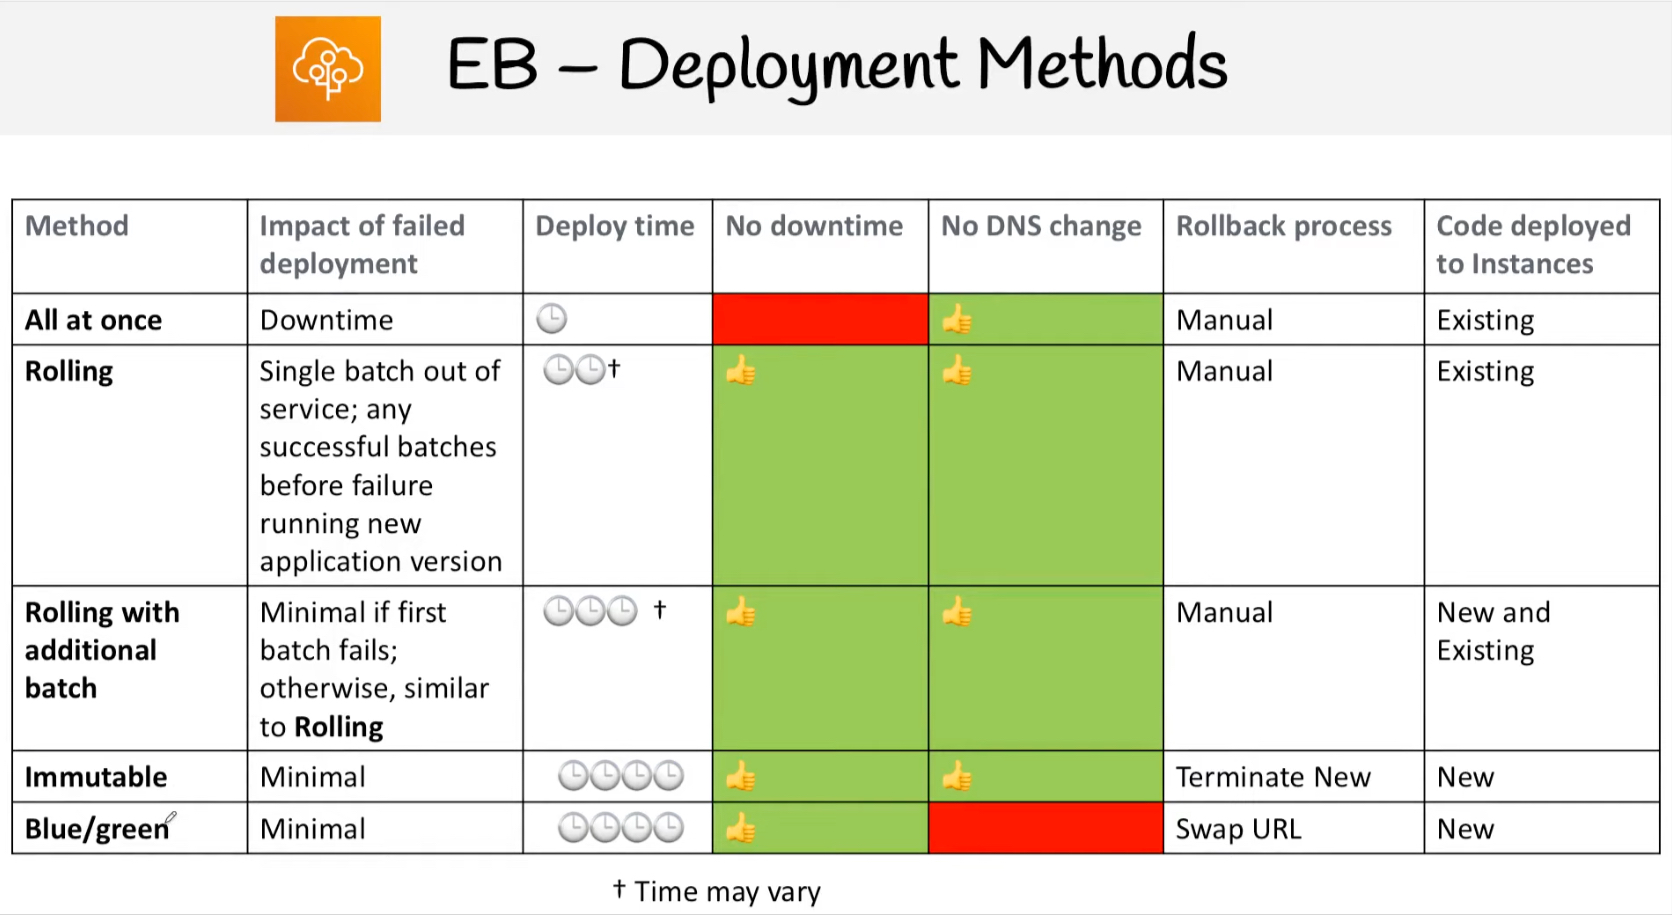 EB – Deployment Methods
Method
Impact of failed
deployment
Deploy time
No downtime
No DNS change
Rollback process
Code deployed
to Instances
All at once
Downtime
Manual
Existing
Rolling
Single batch out of
service; any
successful batches
before failure
running new
application version
†
Manual
Existing
Rolling with
additional
batch
Minimal if first
batch fails;
otherwise, similar
to Rolling
†
Manual
New and
Existing
Immutable
Minimal
Terminate New
New
Blue/green
Minimal
Swap URL
New
† Time may vary